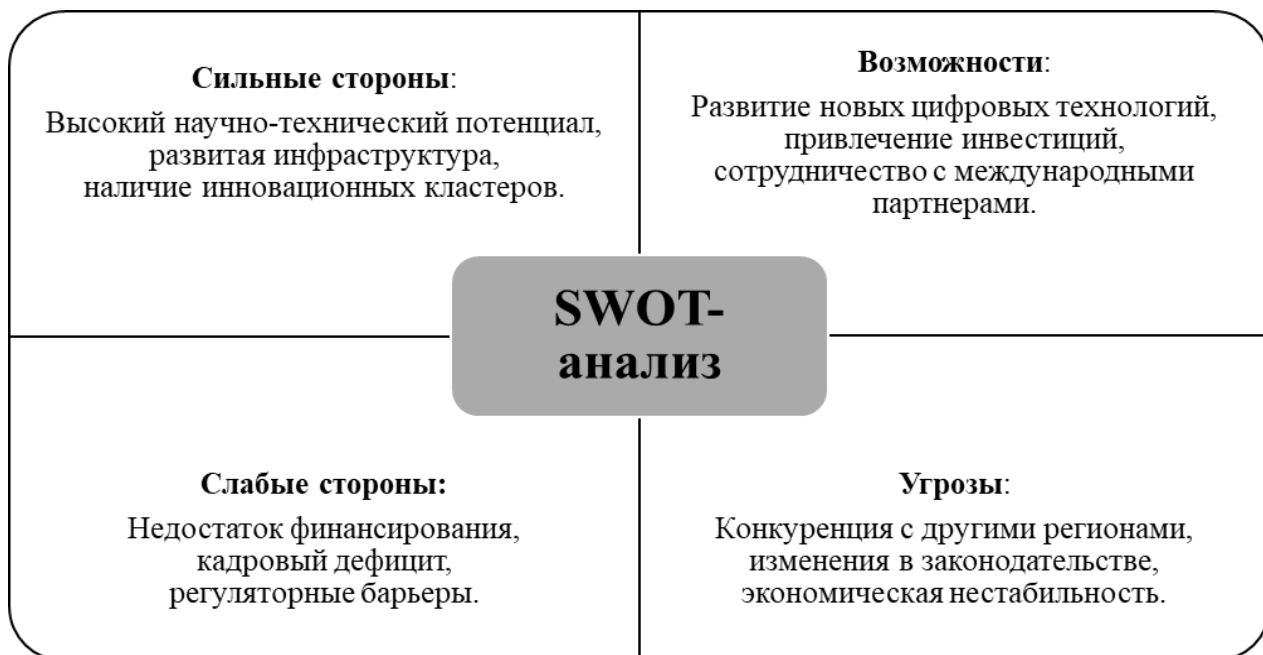 Сильные стороны:
Высокий научно-технический потенциал,
развитая инфраструктура,
наличие инновационных кластеров.
Возможности:
Развитие новых цифровых технологий,
привлечение инвестиций,
сотрудничество с международными
партнерами.
SWOT-
анализ
Слабые стороны:
Недостаток финансирования,
кадровый дефицит,
регуляторные барьеры.
Угрозы:
Конкуренция с другими регионами,
изменения в законодательстве,
экономическая нестабильность.